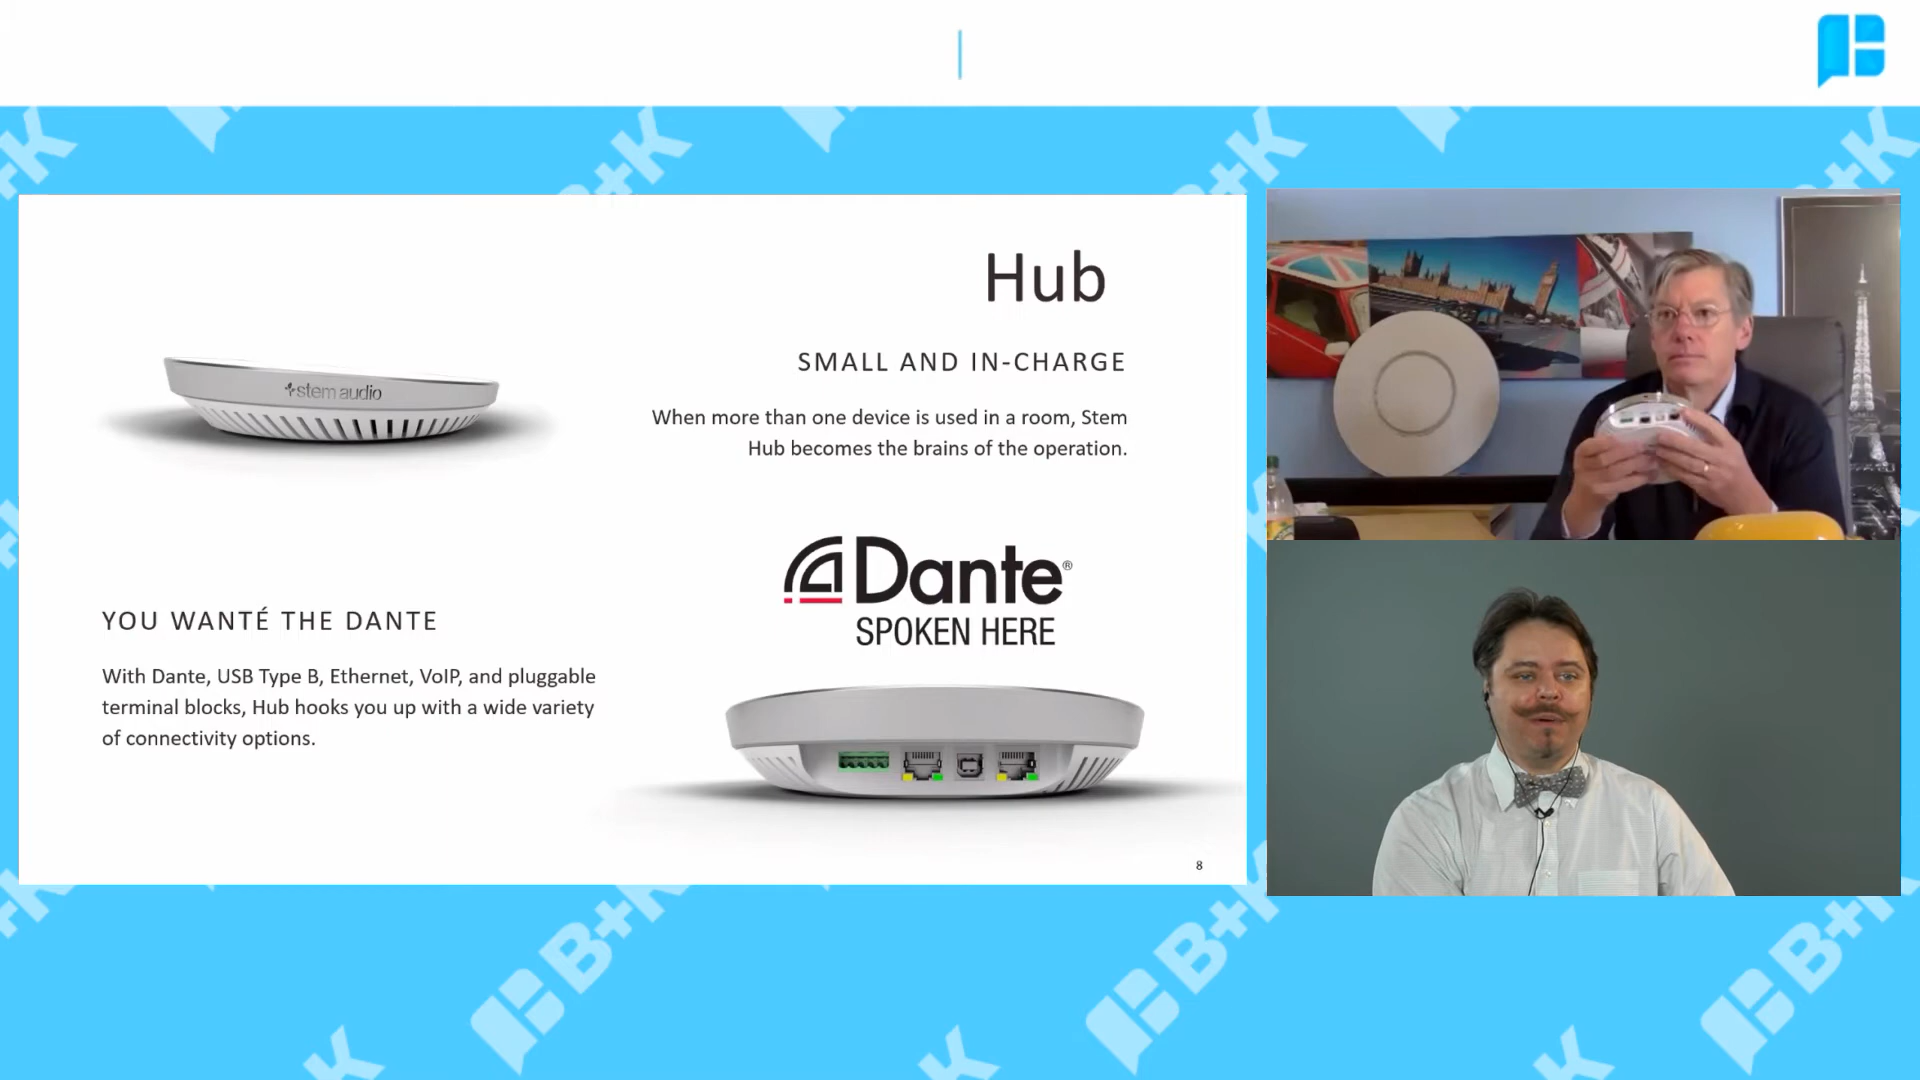 Hub
SMALL AND IN-CHARGE
When more than one device is used in a room, Stem
Hub becomes the brains of the operation.
stem audio
Dante®
SPOKEN HERE
YOU WANTÉ THE DANTE
With Dante, USB Type B, Ethernet, VoIP, and pluggable
terminal blocks, Hub hooks you up with a wide variety
of connectivity options.
8
B+K
B+K
B+K
B+K
B+K
B+K